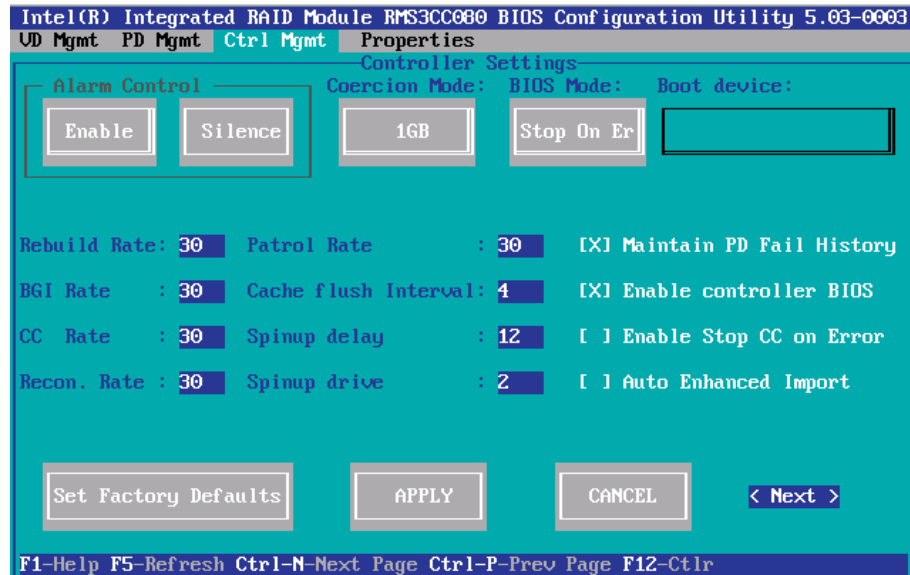 Intel(R) Integrated RAID Module RMS3CC080 BIOS Configuration Utility 5.03-0003
VD Mgmt PD Mgmt Ctrl Mgmt Properties
Controller Settings
Alarm Control Coercion Mode: BIOS Mode: Boot device:
Enable Silence 1GB Stop On Er
Rebuild Rate: 30 Patrol Rate : 30 [X] Maintain PD Fail History
BGI Rate : 30 Cache flush Interval: 4 [X] Enable controller BIOS
CC Rate : 30 Spinup delay : 12 [ ] Enable Stop CC on Error
Recon. Rate : 30 Spinup drive : 2 [ ] Auto Enhanced Import
Set Factory Defaults APPLY CANCEL < Next >
F1-Help F5-Refresh Ctrl-N-Next Page Ctrl-P-Prev Page F12-Ctlr